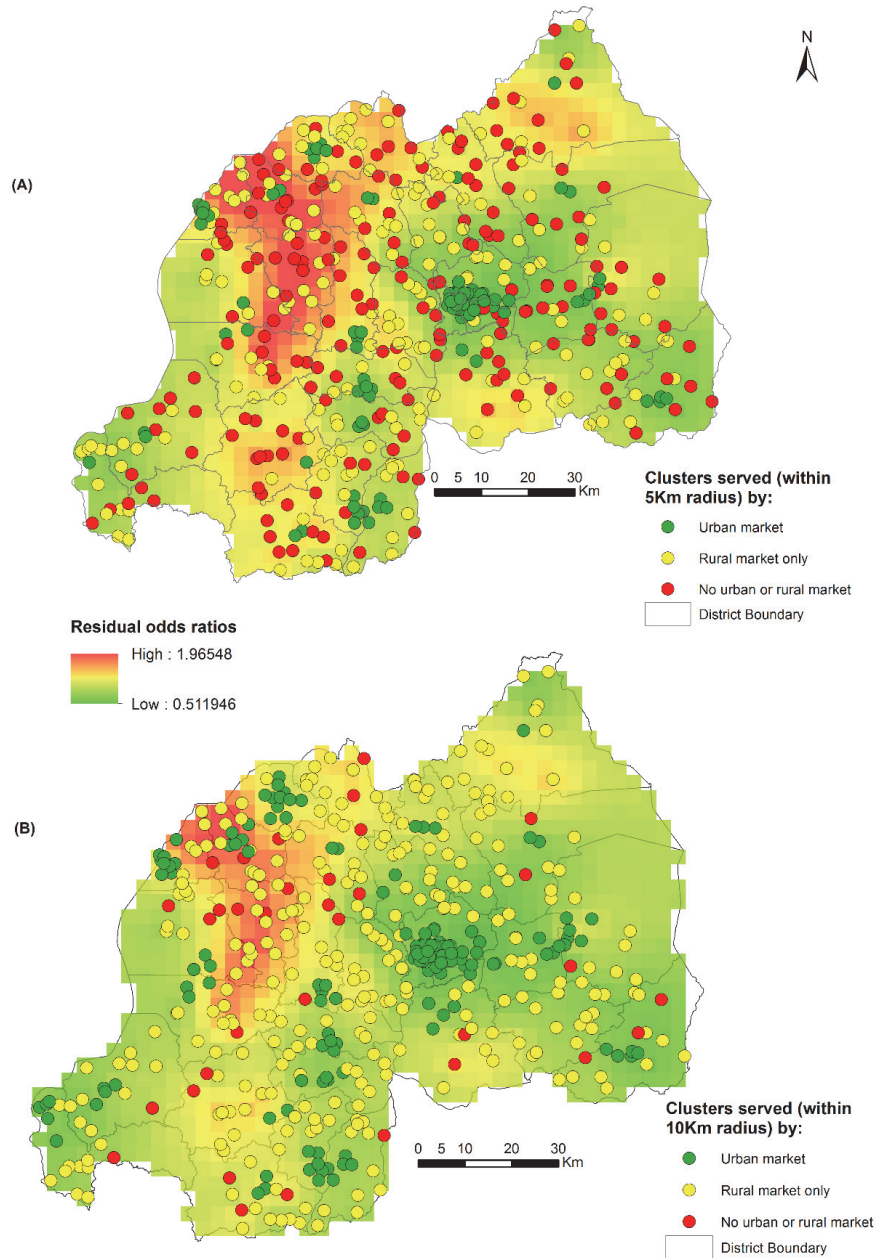 N
(A)
0 5 10 20 30
Km
Clusters served (within
5Km radius) by:
Urban market
Rural market only
No urban or rural market
District Boundary
Residual odds ratios
High : 1.96548
Low : 0.511946
(B)
0 5 10 20 30
Km
Clusters served (within
10Km radius) by:
Urban market
Rural market only
No urban or rural market
District Boundary